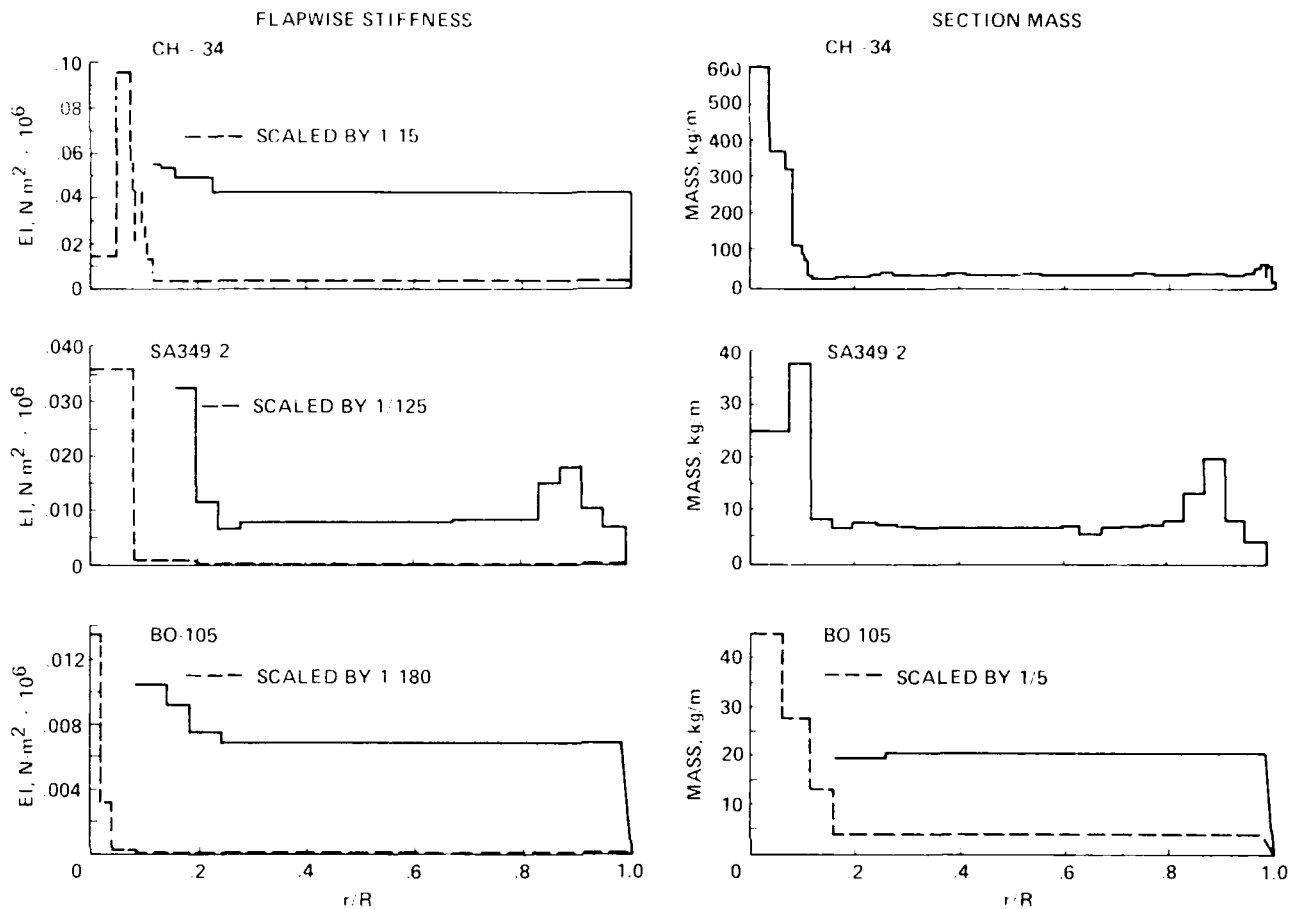 FLAPWISE STIFFNESS
CH - 34
.10
.08
.06
.04
.02
0
EI, N·m² · 10⁶
— — — SCALED BY 1 15
SECTION MASS
CH -34
600
500
400
300
200
100
0
MASS, kg/m
SA349 2
.040
.030
.020
.010
0
EI, N·m² · 10⁶
— — SCALED BY 1/125
SA349 2
40
30
20
10
0
MASS, kg/m
BO-105
.012
.008
.004
0
EI, N·m² · 10⁶
— — — — SCALED BY 1 180
.2
.4
.6
.8
1.0
r/R
BO 105
40
30
20
10
0
MASS, kg/m
— — — — SCALED BY 1/5
.2
.4
.6
.8
1.0
r/R